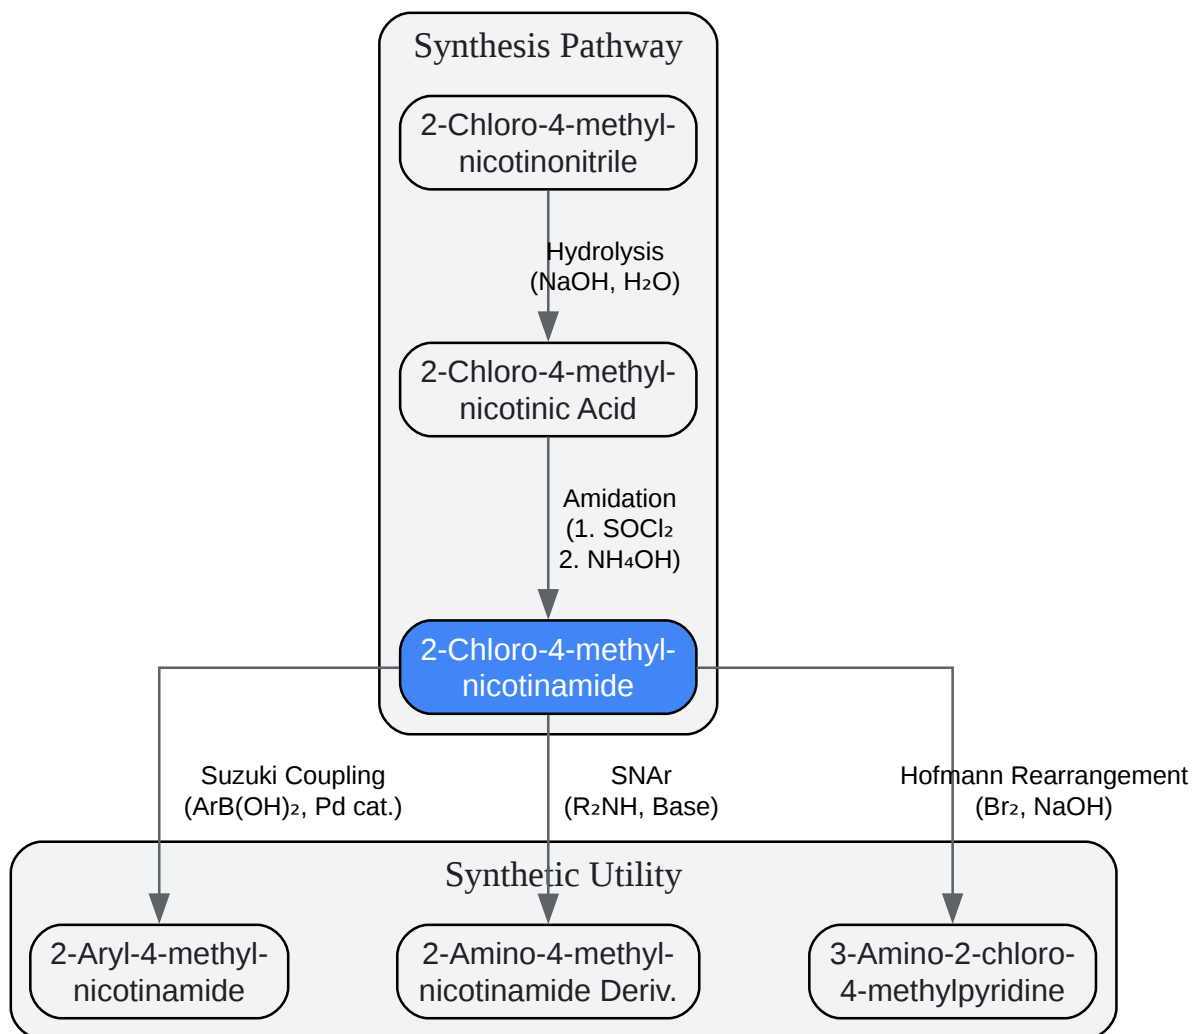 Synthesis Pathway
2-Chloro-4-methyl-
nicotinonitrile
Hydrolysis
(NaOH, H₂O)
2-Chloro-4-methyl-
nicotinic Acid
Amidation
(1. SOCl₂
2. NH₄OH)
2-Chloro-4-methyl-
nicotinamide
Suzuki Coupling
(ArB(OH)₂, Pd cat.)
SNAr
(R₂NH, Base)
Hofmann Rearrangement
(Br₂, NaOH)
Synthetic Utility
2-Aryl-4-methyl-
nicotinamide
2-Amino-4-methyl-
nicotinamide Deriv.
3-Amino-2-chloro-
4-methylpyridine